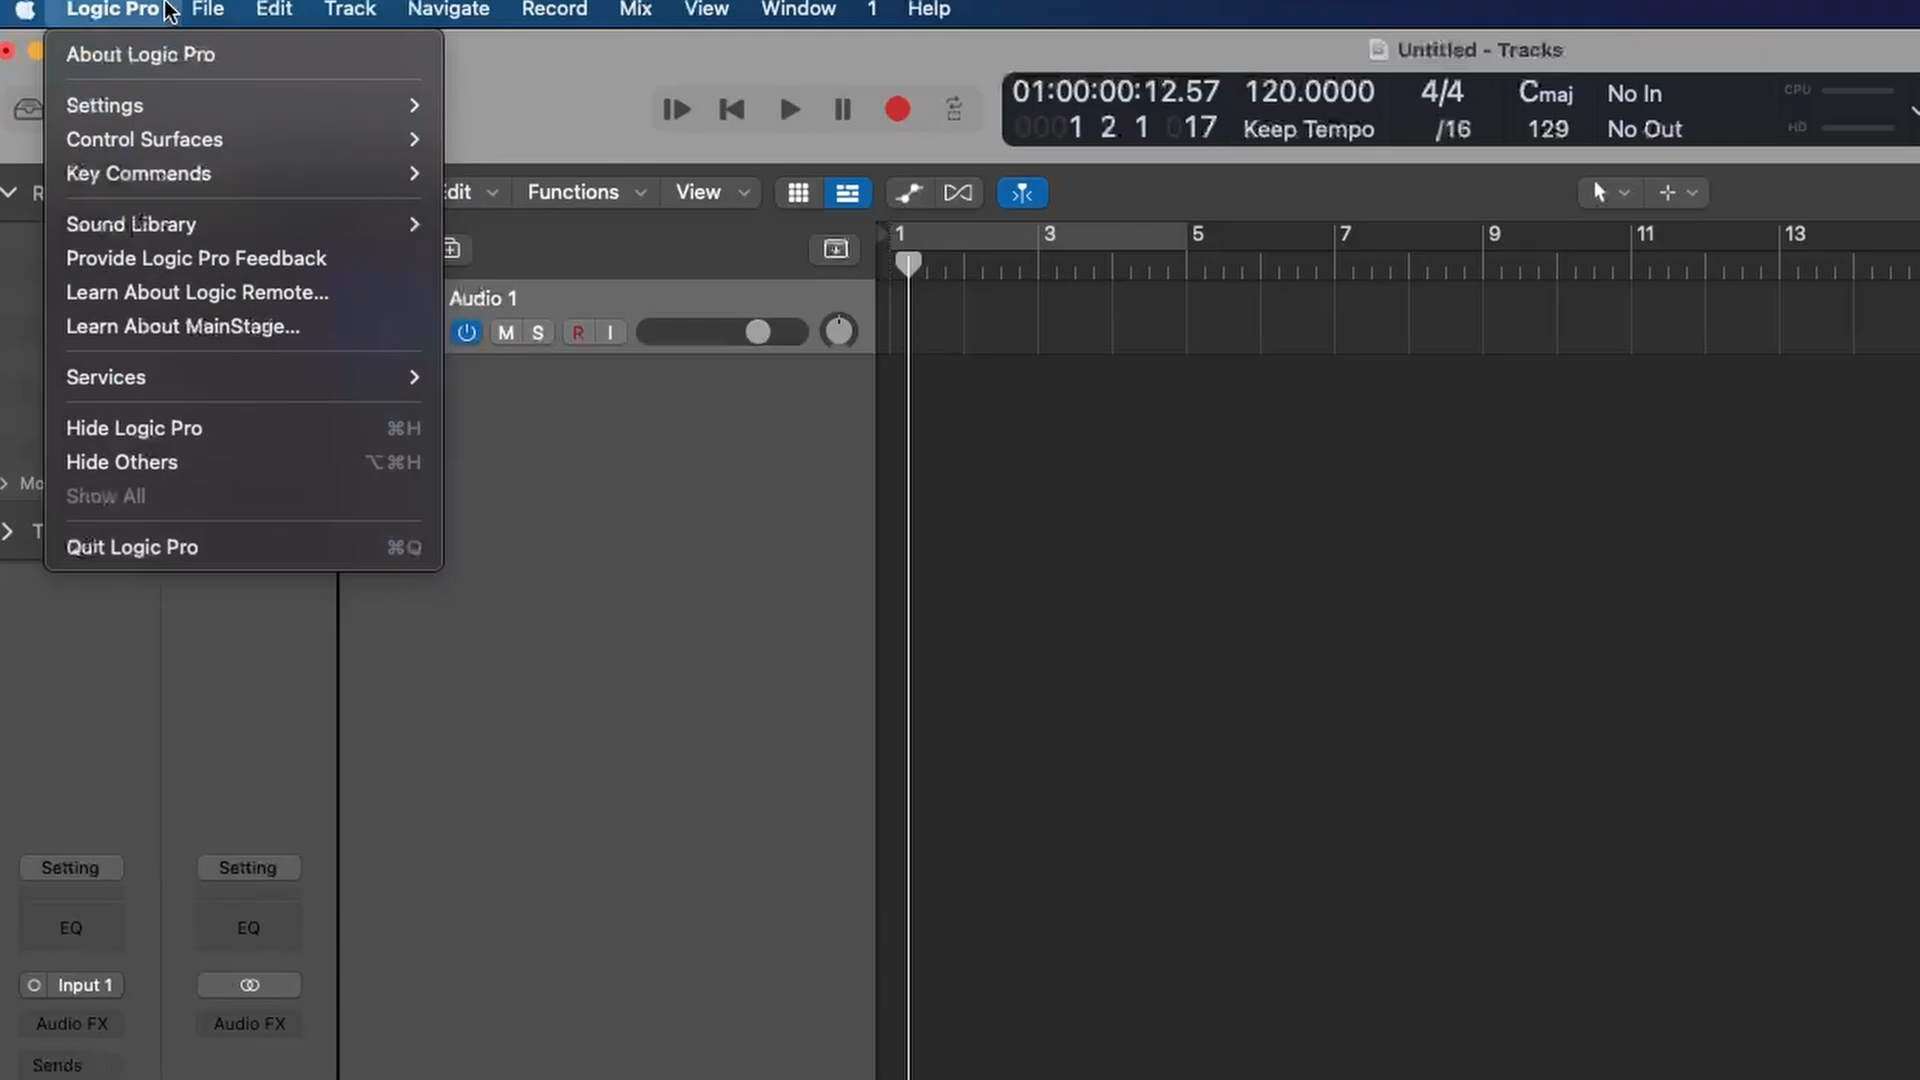 Logic Pro File Edit Track Navigate Record Mix View Window 1 Help
About Logic Pro
Settings
Control Surfaces
Key Commands
Sound Library
Provide Logic Pro Feedback
Learn About Logic Remote...
Learn About MainStage...
Services
Hide Logic Pro ⌘H
Hide Others ⌥⌘H
Show All
Quit Logic Pro ⌘Q
Untitled - Tracks
01:00:00:12.57 120.0000 4/4 Cmaj No In CPU
0001 2 1 017 Keep Tempo /16 129 No Out HD
R
dit Functions View
1 3 5 7 9 11 13
Audio 1
M S R I
Mo
T
Setting Setting
EQ EQ
Input 1
Audio FX Audio FX
Sends